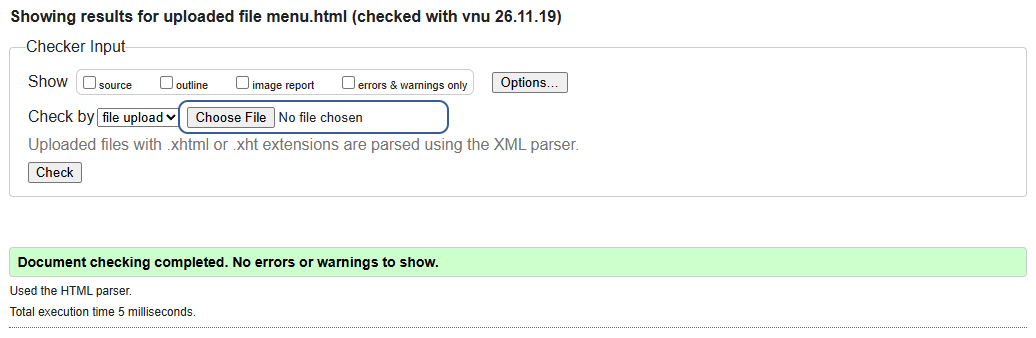 Showing results for uploaded file menu.html (checked with vnu 26.11.19)
Checker Input
Show source outline image report errors & warnings only Options...
Check by file upload Choose File No file chosen
Uploaded files with .xhtml or .xht extensions are parsed using the XML parser.
Check
Document checking completed. No errors or warnings to show.
Used the HTML parser.
Total execution time 5 milliseconds.